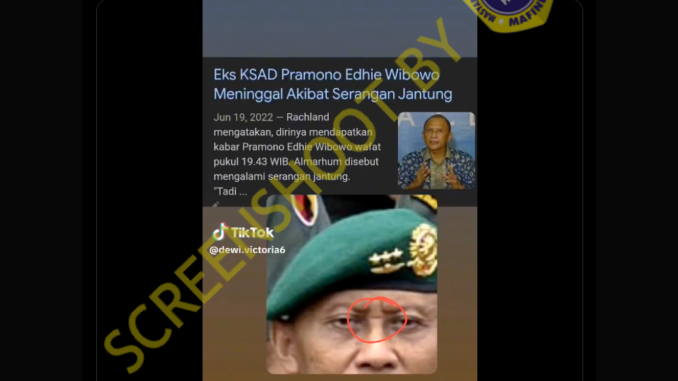 MAFIN
Eks KSAD Pramono Edhie Wibowo
Meninggal Akibat Serangan Jantung
Jun 19, 2022 — Rachland
mengatakan, dirinya mendapatkan
kabar Pramono Edhie Wibowo wafat
pukul 19.43 WIB. Almarhum disebut
mengalami serangan jantung.
"Tadi ...
TikTok
@dewi.victoria6
SCREENSHOOT BY